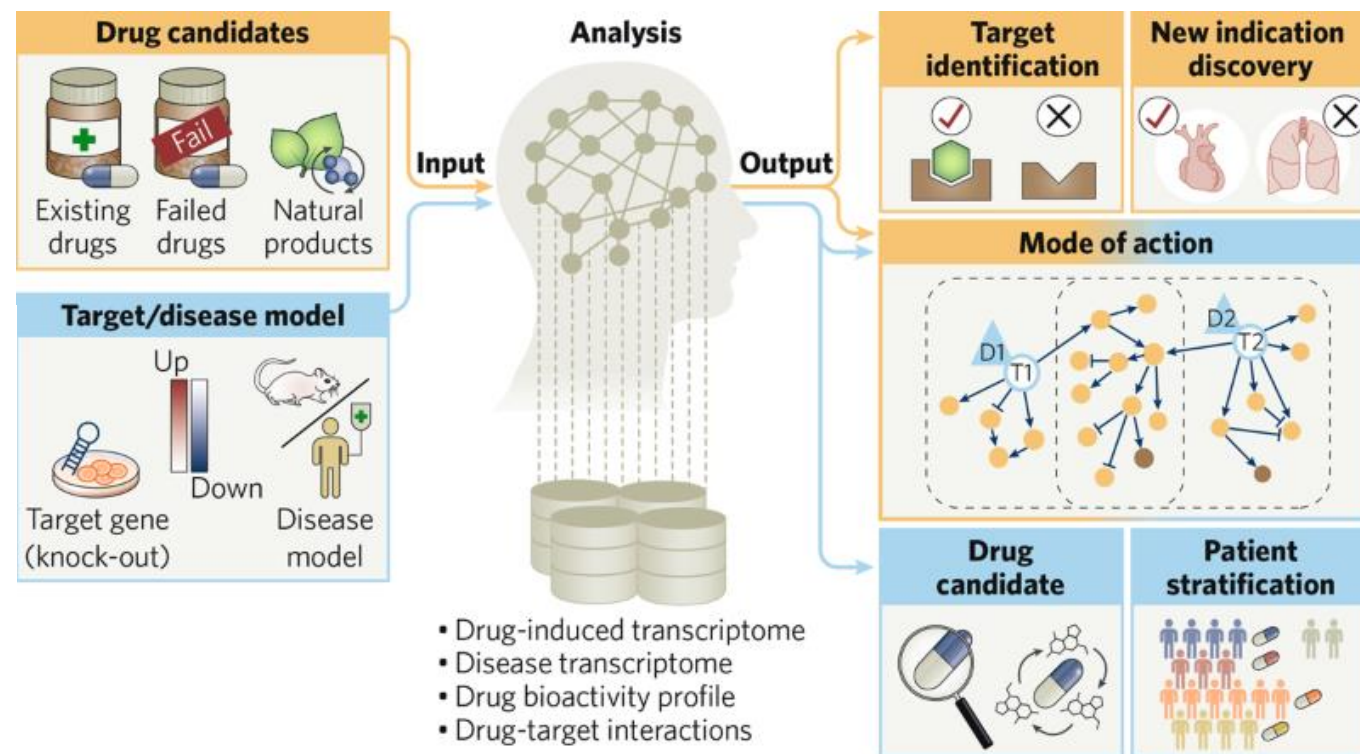 Drug candidates
Fail
Existing
drugs
Failed
drugs
Natural
products
Target/disease model
Up
Down
Target gene
(knock-out)
Disease
model
Input
Analysis
Output
• Drug-induced transcriptome
• Disease transcriptome
• Drug bioactivity profile
• Drug-target interactions
Target
identification
New indication
discovery
Mode of action
D1
T1
D2
T2
Drug
candidate
Patient
stratification